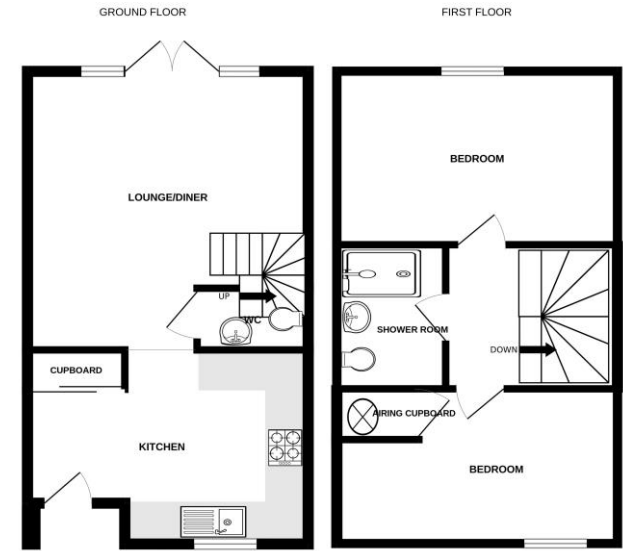 GROUND FLOOR
FIRST FLOOR
BEDROOM
LOUNGE/DINER
UP
WC
SHOWER ROOM
DOWN
CUPBOARD
AIRING CUPBOARD
KITCHEN
BEDROOM